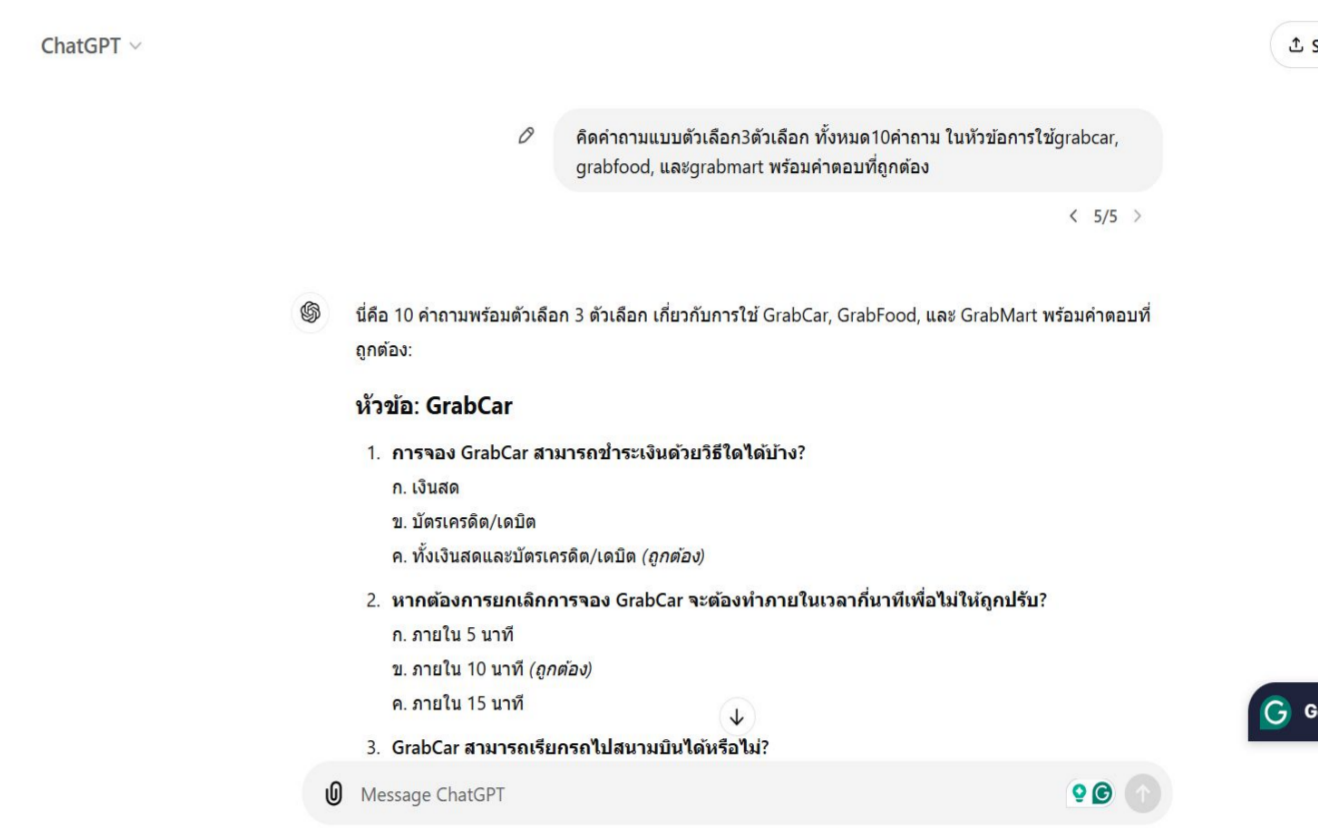 ChatGPT
S
คิดคำถามแบบตัวเลือก3ตัวเลือก ทั้งหมด10คำถาม ในหัวข้อการใช้grabcar,
grabfood, และgrabmart พร้อมคำตอบที่ถูกต้อง
5/5
นี่คือ 10 คำถามพร้อมตัวเลือก 3 ตัวเลือก เกี่ยวกับการใช้ GrabCar, GrabFood, และ GrabMart พร้อมคำตอบที่
ถูกต้อง:
หัวข้อ: GrabCar
1. การจอง GrabCar สามารถชำระเงินด้วยวิธีใดได้บ้าง?
ก. เงินสด
ข. บัตรเครดิต/เดบิต
ค. ทั้งเงินสดและบัตรเครดิต/เดบิต (ถูกต้อง)
2. หากต้องการยกเลิกการจอง GrabCar จะต้องทำภายในเวลากี่นาทีเพื่อไม่ให้ถูกปรับ?
ก. ภายใน 5 นาที
ข. ภายใน 10 นาที (ถูกต้อง)
ค. ภายใน 15 นาที
G
3. GrabCar สามารถเรียกรถไปสนามบินได้หรือไม่?
Message ChatGPT